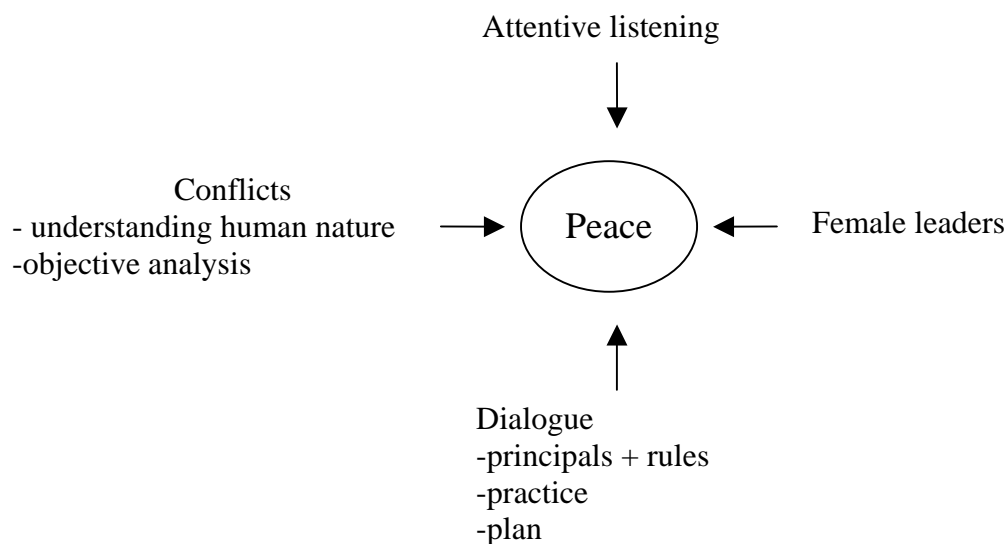 Attentive listening
Conflicts
- understanding human nature
-objective analysis
Peace
Female leaders
Dialogue
-principals + rules
-practice
-plan